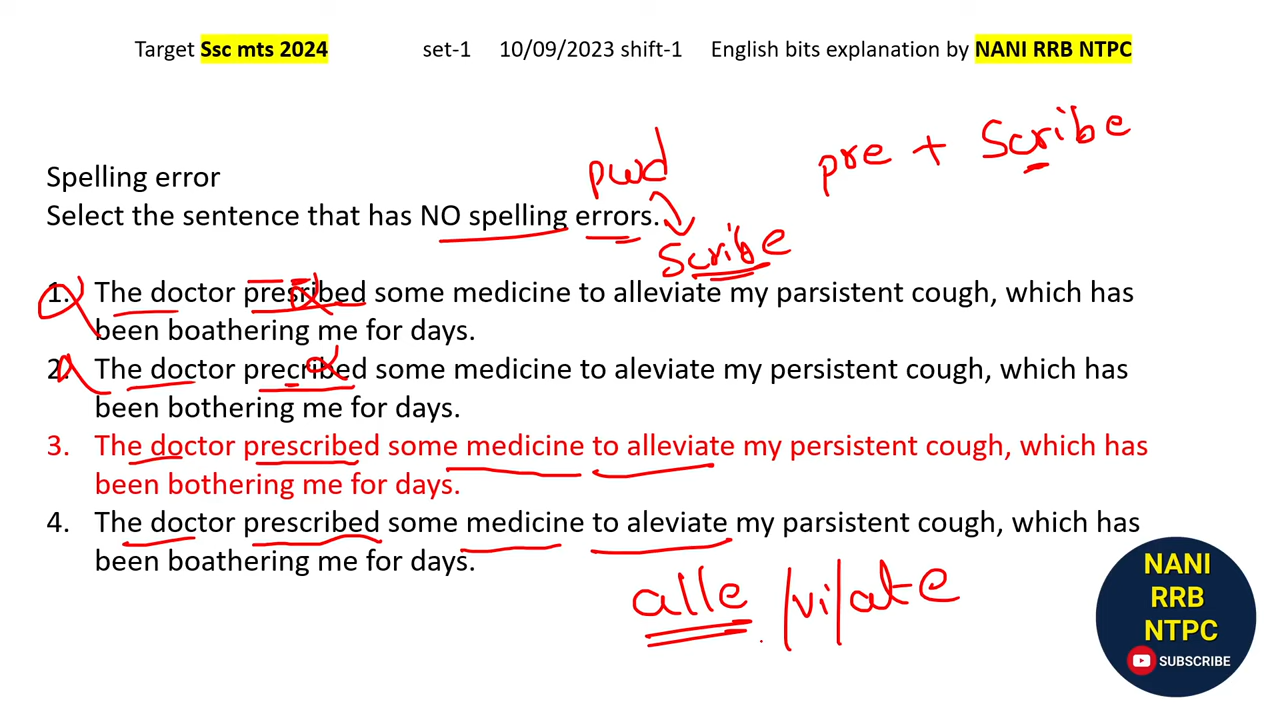 Target Ssc mts 2024 set-1 10/09/2023 shift-1 English bits explanation by NANI RRB NTPC
pre + Scribe
pwd
Spelling error
Select the sentence that has NO spelling errors.
Scribe
1. The doctor presribed some medicine to alleviate my parsistent cough, which has
been boathering me for days.
2. The doctor precribed some medicine to aleviate my persistent cough, which has
been bothering me for days.
3. The doctor prescribed some medicine to alleviate my persistent cough, which has
been bothering me for days.
4. The doctor prescribed some medicine to aleviate my parsistent cough, which has
been boathering me for days.
alle/vi/ate
NANI
RRB
NTPC
SUBSCRIBE